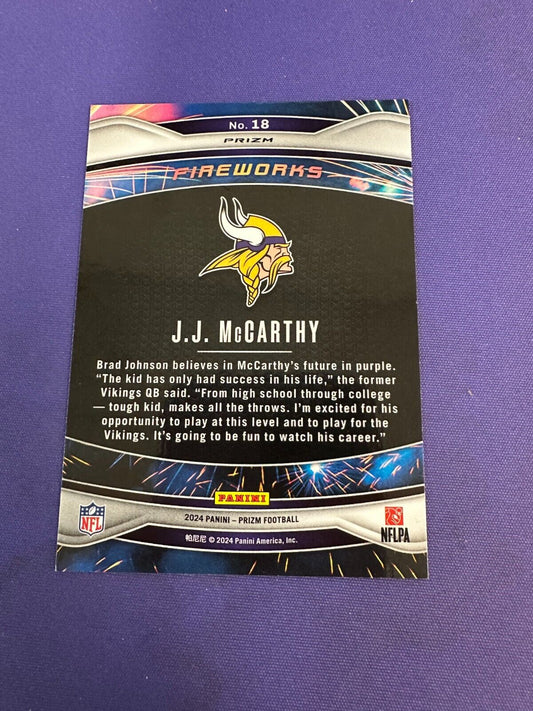 No. 18
PRIZM
FIREWORKS
J.J. McCARTHY
Brad Johnson believes in McCarthy's future in purple.
“The kid has only had success in his life,” the former
Vikings QB said. “From high school through college
— tough kid, makes all the throws. I'm excited for his
opportunity to play at this level and to play for the
Vikings. It's going to be fun to watch his career.”
PANINI
2024 PANINI – PRIZM FOOTBALL
帕尼尼 © 2024 Panini America, Inc.
NFL
NFLPA